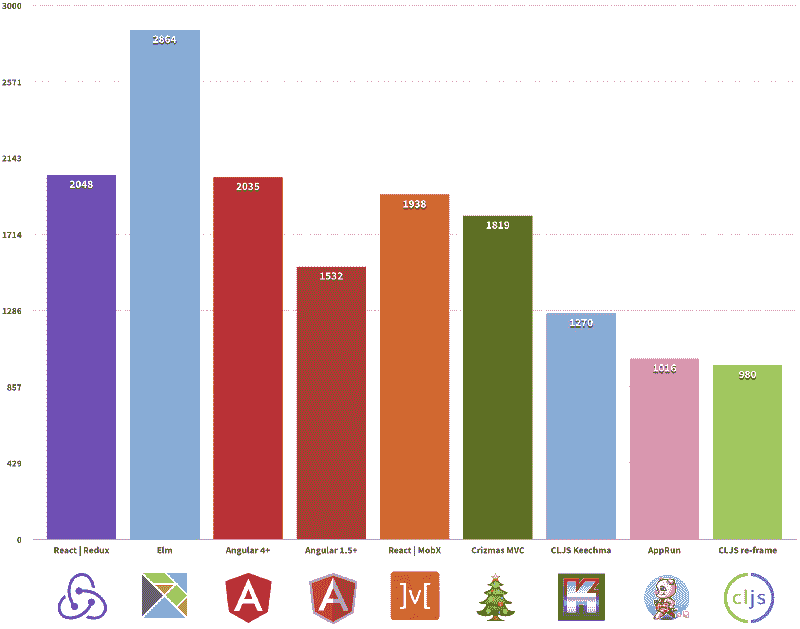 3000
2571
2143
1714
1286
857
429
0
2048
2864
2035
1532
1938
1819
1270
1016
980
React | Redux
Elm
Angular 4+
Angular 1.5+
React | MobX
Crizmas MVC
CLJS Keechma
AppRun
CLJS re-frame
A
A
]v[
K
cljs